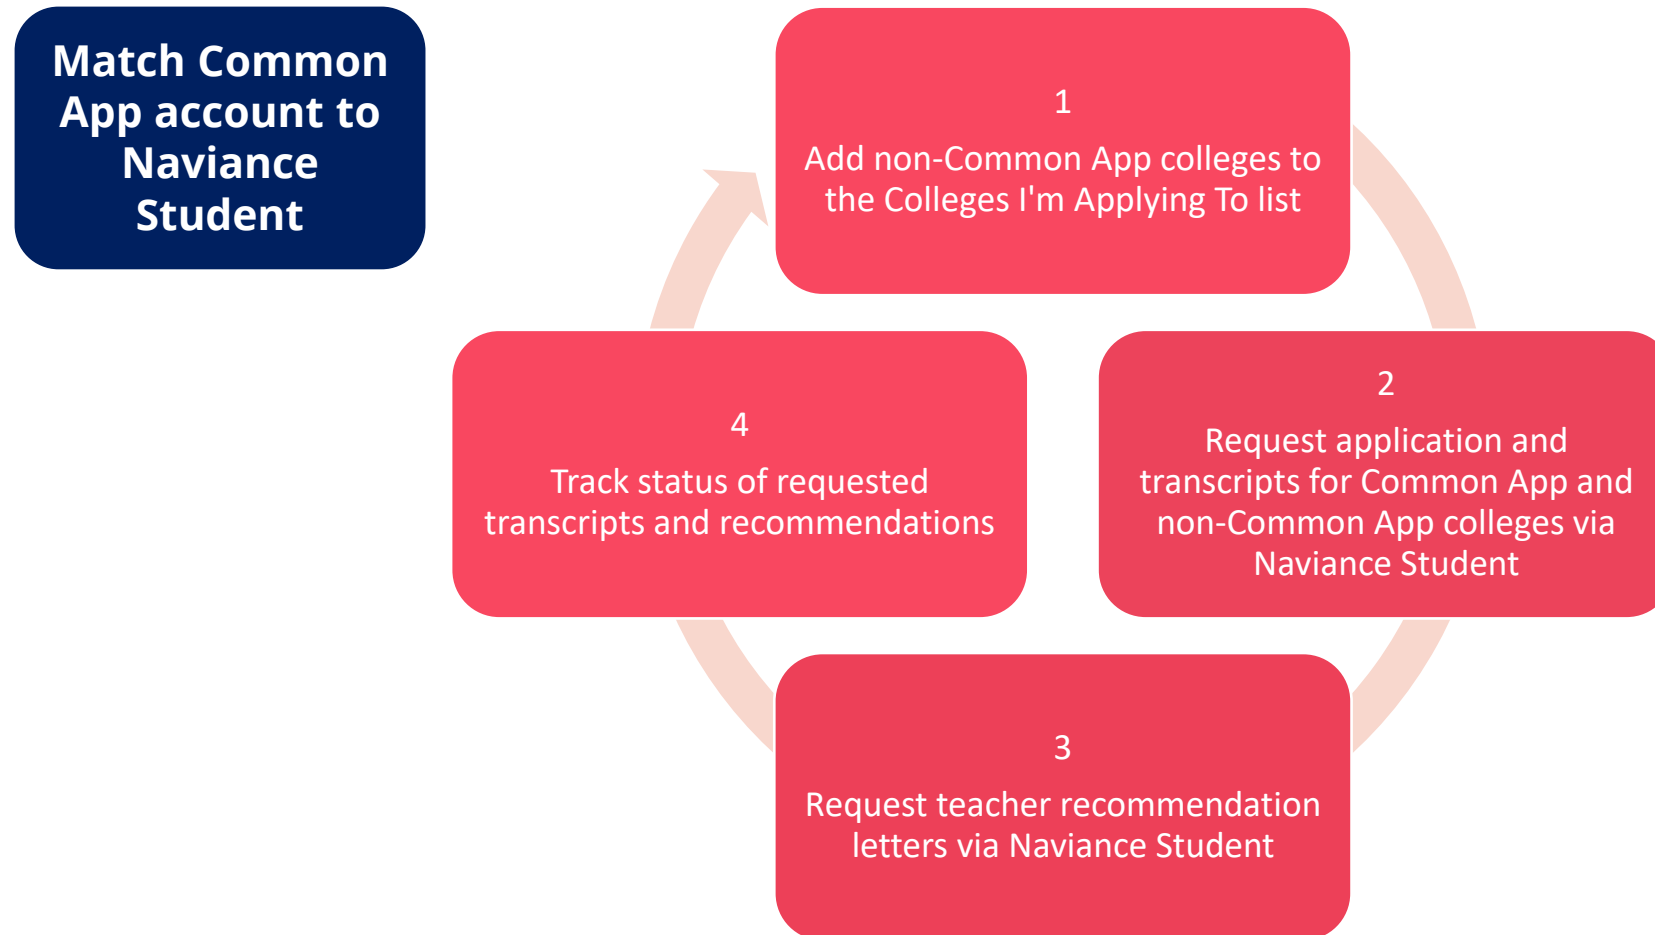 Match Common
App account to
Naviance
Student
1
Add non-Common App colleges to
the Colleges I'm Applying To list
2
Request application and
transcripts for Common App and
non-Common App colleges via
Naviance Student
3
Request teacher recommendation
letters via Naviance Student
4
Track status of requested
transcripts and recommendations